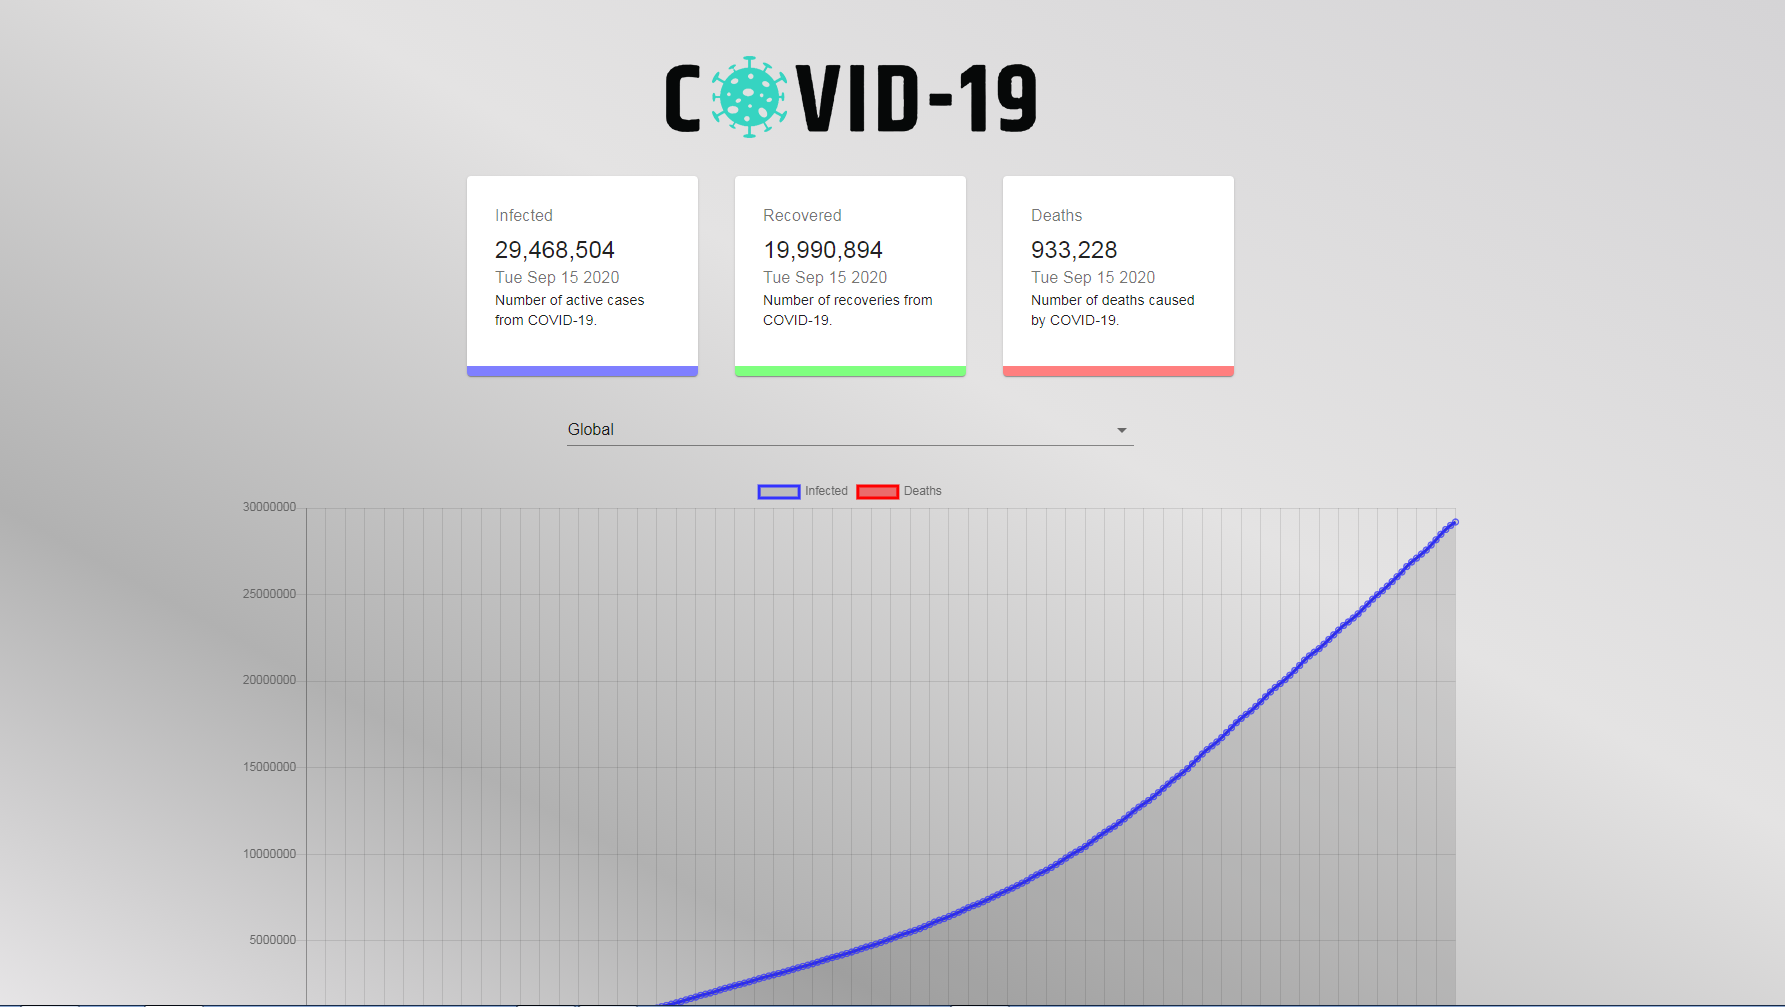 COVID-19
Infected
29,468,504
Tue Sep 15 2020
Number of active cases
from COVID-19.
Recovered
19,990,894
Tue Sep 15 2020
Number of recoveries from
COVID-19.
Deaths
933,228
Tue Sep 15 2020
Number of deaths caused
by COVID-19.
Global
Infected Deaths
30000000
25000000
20000000
15000000
10000000
5000000